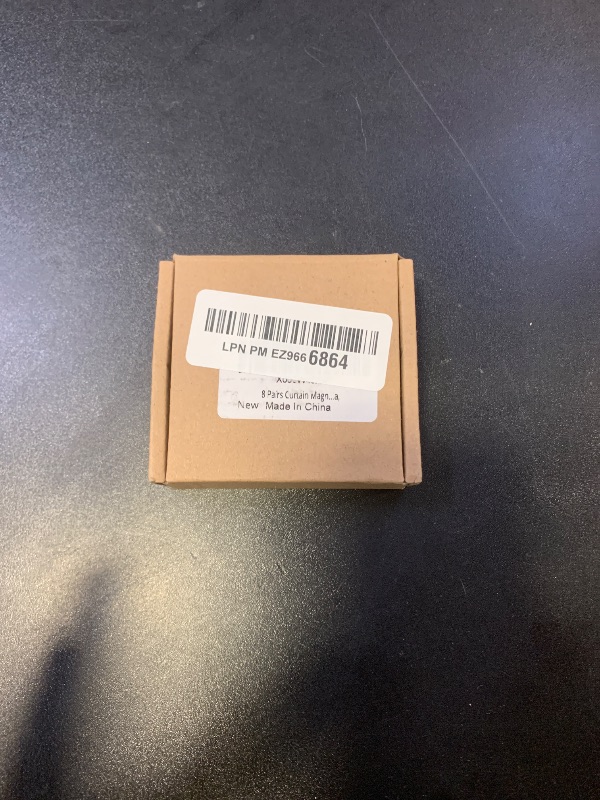 LPN PM EZ966 6864
8 Pairs Curtain Magn...a,
New Made In China